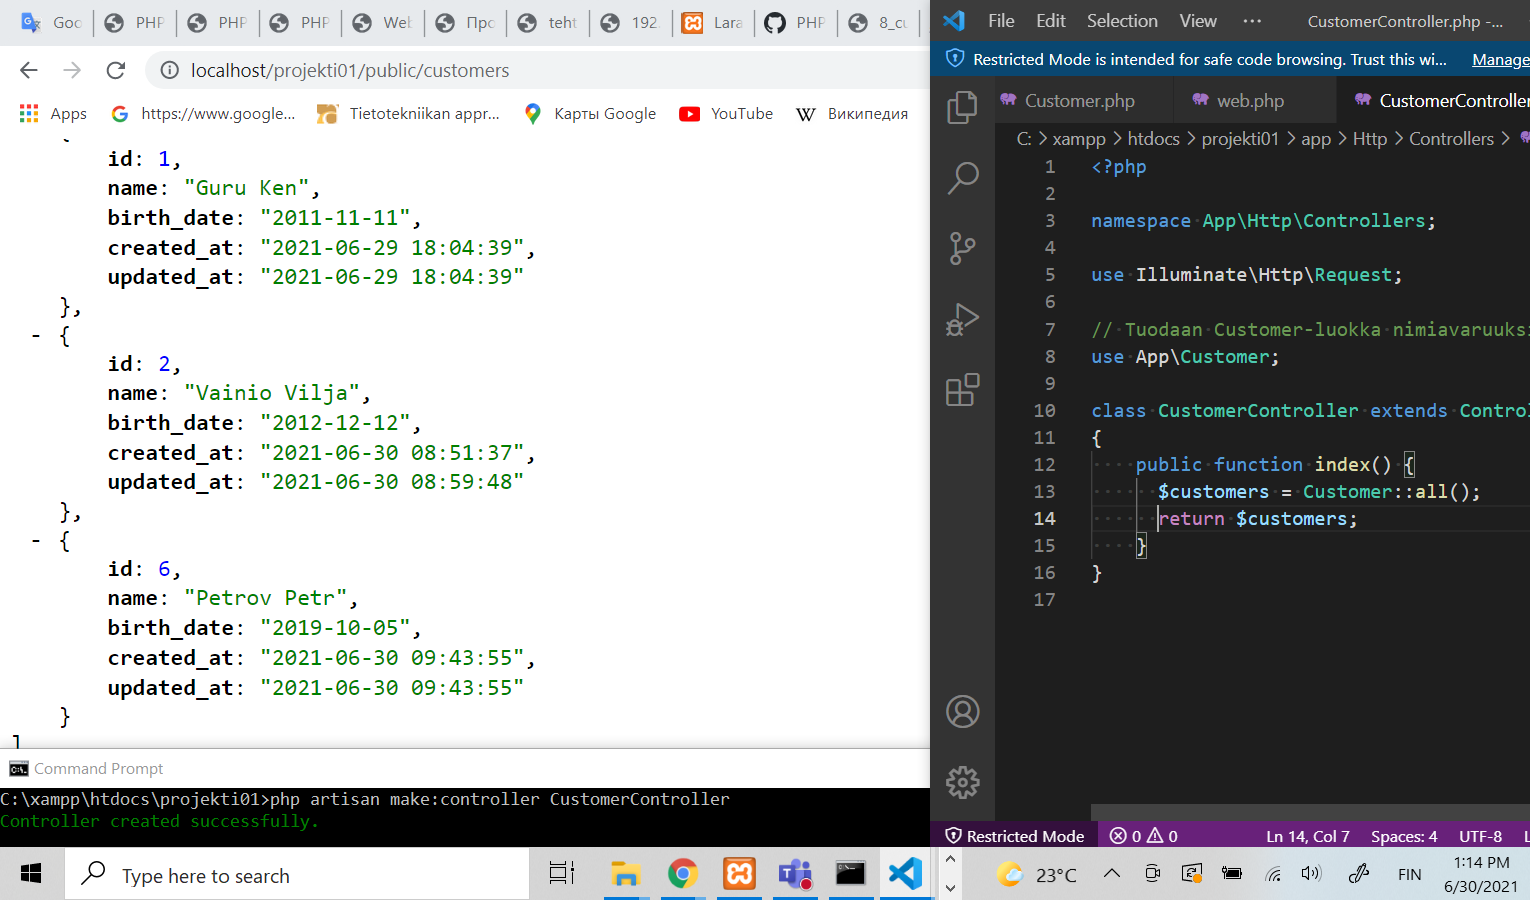 Goo
PHP
PHP
PHP
Web
Про
teht
192.
Lara
PHP
8_cu
localhost/projekti01/public/customers
Apps
https://www.google...
Tietotekniikan appr...
Карты Google
YouTube
Википедия
{
id: 1,
name: "Guru Ken",
birth_date: "2011-11-11",
created_at: "2021-06-29 18:04:39",
updated_at: "2021-06-29 18:04:39"
},
- {
id: 2,
name: "Vainio Vilja",
birth_date: "2012-12-12",
created_at: "2021-06-30 08:51:37",
updated_at: "2021-06-30 08:59:48"
},
- {
id: 6,
name: "Petrov Petr",
birth_date: "2019-10-05",
created_at: "2021-06-30 09:43:55",
updated_at: "2021-06-30 09:43:55"
}
]
Command Prompt
C:\xampp\htdocs\projekti01>php artisan make:controller CustomerController
Controller created successfully.
File Edit Selection View ··· CustomerController.php -...
Restricted Mode is intended for safe code browsing. Trust this wi... Manage
Customer.php web.php CustomerController
C: > xampp > htdocs > projekti01 > app > Http > Controllers >
1 <?php
2
3 namespace App\Http\Controllers;
4
5 use Illuminate\Http\Request;
6
7 // Tuodaan Customer-luokka nimiavaruuks
8 use App\Customer;
9
10 class CustomerController extends Contro
11 {
12 public function index() {
13 $customers = Customer::all();
14 return $customers;
15 }
16 }
17
Restricted Mode 0 0 Ln 14, Col 7 Spaces: 4 UTF-8
Type here to search
23°C
FIN
1:14 PM
6/30/2021